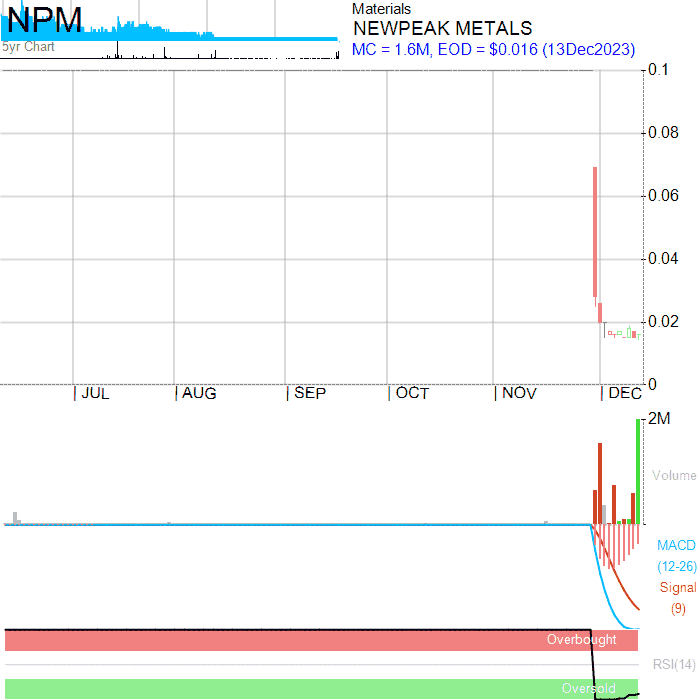 NPM
5yr Chart
Materials
NEWPEAK METALS
MC = 1.6M, EOD = $0.016 (13Dec2023)
0.1
0.08
0.06
0.04
0.02
0
JUL AUG SEP OCT NOV DEC
2M
Volume
MACD
(12-26)
Signal
(9)
Overbought
RSI(14)
Oversold